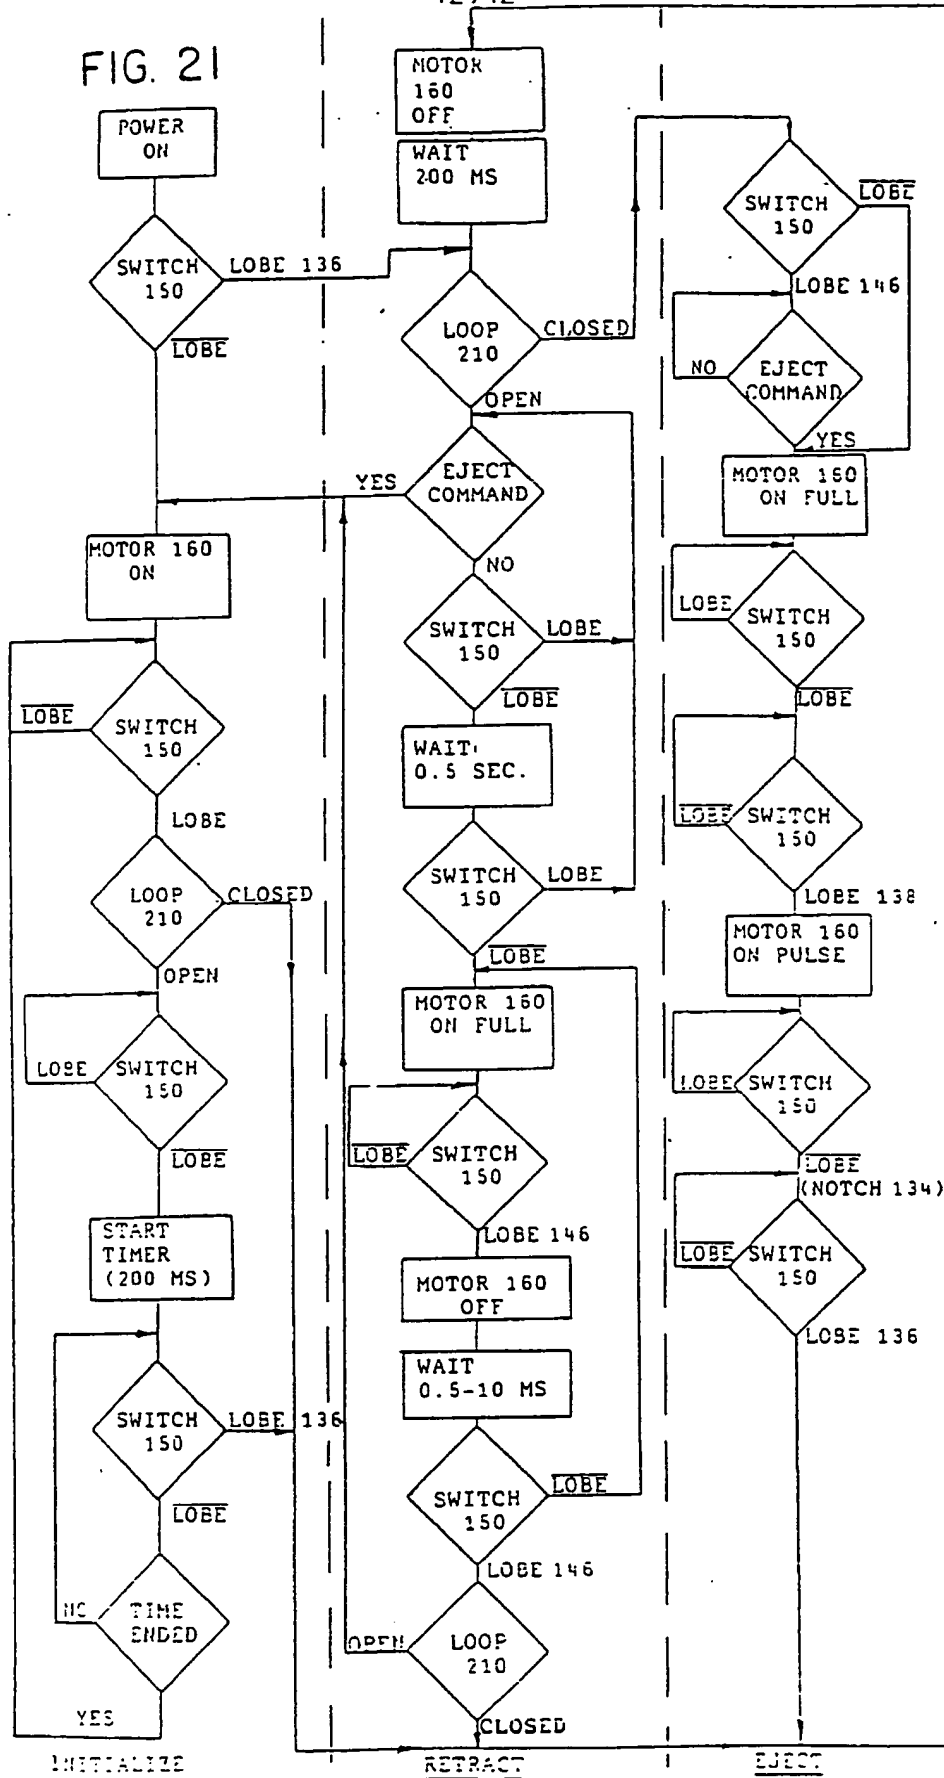 FIG. 21
POWER
ON
SWITCH
150
LOBE 136
LOBE
MOTOR 160
ON
LOBE
SWITCH
150
LOBE
LOOP
210
CLOSED
OPEN
LOBE
SWITCH
150
LOBE
START
TIMER
(200 MS)
SWITCH
150
LOBE 136
LOBE
NO
TIME
ENDED
YES
INITIALIZE
MOTOR
160
OFF
WAIT
200 MS
LOOP
210
CLOSED
OPEN
YES
EJECT
COMMAND
NO
SWITCH
150
LOBE
LOBE
WAIT
0.5 SEC.
SWITCH
150
LOBE
LOBE
MOTOR 160
ON FULL
LOBE
SWITCH
150
LOBE 146
MOTOR 160
OFF
WAIT
0.5-10 MS
SWITCH
150
LOBE
LOBE 146
OPEN
LOOP
210
CLOSED
RETRACT
SWITCH
150
LOBE
LOBE 146
NO
EJECT
COMMAND
YES
MOTOR 160
ON FULL
LOBE
SWITCH
150
LOBE
LOBE
SWITCH
150
LOBE 138
MOTOR 160
ON PULSE
LOBE
SWITCH
150
LOBE
(NOTCH 134)
LOBE
SWITCH
150
LOBE 136
EJECT